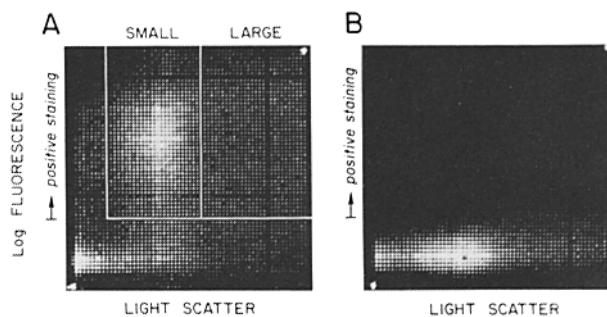 A
SMALL LARGE
Log FLUORESCENCE
positive staining
LIGHT SCATTER
B
positive staining
LIGHT SCATTER